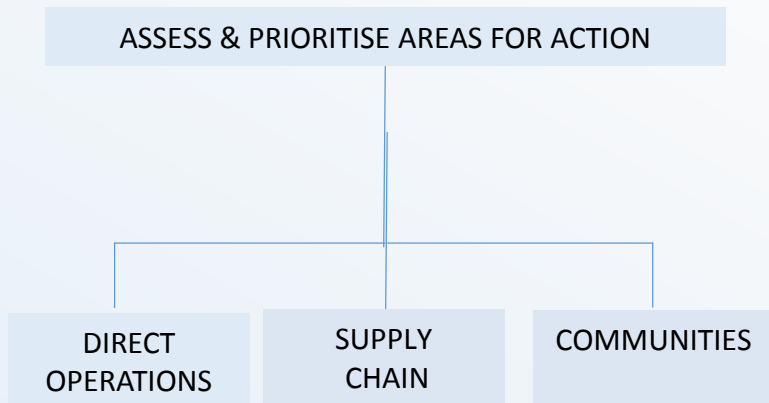 ASSESS & PRIORITISE AREAS FOR ACTION
DIRECT
OPERATIONS
SUPPLY
CHAIN
COMMUNITIES